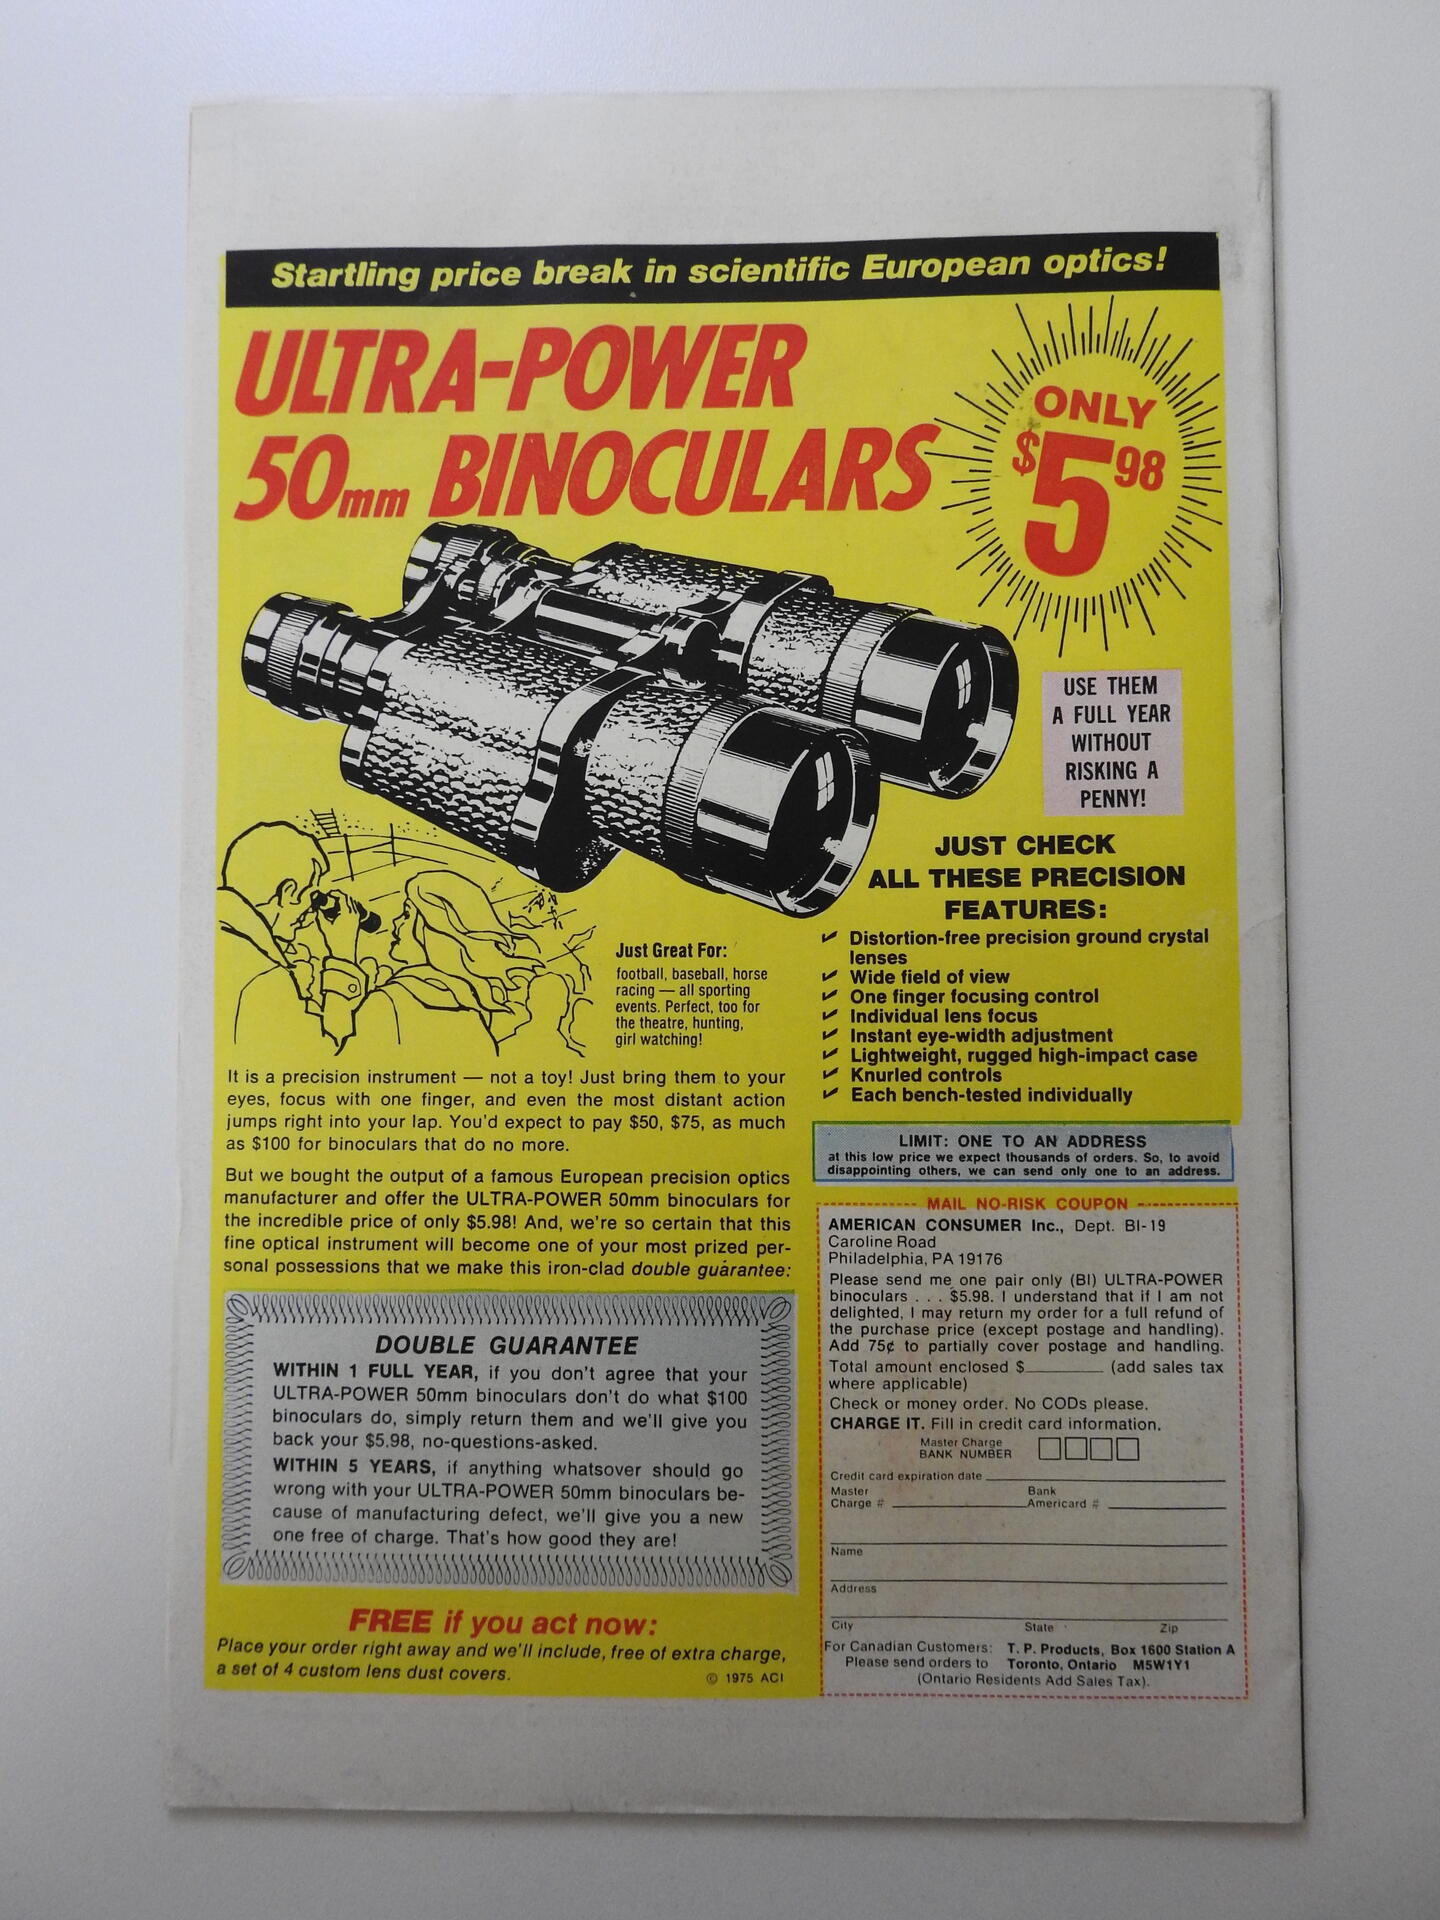 Startling price break in scientific European optics!
ULTRA-POWER
50mm BINOCULARS
ONLY
$5.98
USE THEM
A FULL YEAR
WITHOUT
RISKING A
PENNY!
JUST CHECK
ALL THESE PRECISION
FEATURES:
✓ Distortion-free precision ground crystal
lenses
✓ Wide field of view
✓ One finger focusing control
✓ Individual lens focus
✓ Instant eye-width adjustment
✓ Lightweight, rugged high-impact case
✓ Knurled controls
✓ Each bench-tested individually
Just Great For:
football, baseball, horse
racing — all sporting
events. Perfect, too for
the theatre, hunting,
girl watching!
It is a precision instrument — not a toy! Just bring them to your
eyes, focus with one finger, and even the most distant action
jumps right into your lap. You'd expect to pay $50, $75, as much
as $100 for binoculars that do no more.
But we bought the output of a famous European precision optics
manufacturer and offer the ULTRA-POWER 50mm binoculars for
the incredible price of only $5.98! And, we're so certain that this
fine optical instrument will become one of your most prized per-
sonal possessions that we make this iron-clad double guarantee:
DOUBLE GUARANTEE
WITHIN 1 FULL YEAR, if you don't agree that your
ULTRA-POWER 50mm binoculars don't do what $100
binoculars do, simply return them and we'll give you
back your $5.98, no-questions-asked.
WITHIN 5 YEARS, if anything whatsover should go
wrong with your ULTRA-POWER 50mm binoculars be-
cause of manufacturing defect, we'll give you a new
one free of charge. That's how good they are!
FREE if you act now:
Place your order right away and we'll include, free of extra charge,
a set of 4 custom lens dust covers.
© 1975 ACI
LIMIT: ONE TO AN ADDRESS
at this low price we expect thousands of orders. So, to avoid
disappointing others, we can send only one to an address.
MAIL NO-RISK COUPON
AMERICAN CONSUMER Inc., Dept. BI-19
Caroline Road
Philadelphia, PA 19176
Please send me one pair only (BI) ULTRA-POWER
binoculars . . . $5.98. I understand that if I am not
delighted, I may return my order for a full refund of
the purchase price (except postage and handling).
Add 75¢ to partially cover postage and handling.
Total amount enclosed $________ (add sales tax
where applicable)
Check or money order. No CODs please.
CHARGE IT. Fill in credit card information.
Master Charge
BANK NUMBER
Credit card expiration date
Master Bank
Charge # Americard #
Name
Address
City State Zip
For Canadian Customers: T. P. Products, Box 1600 Station A
Please send orders to Toronto, Ontario M5W1Y1
(Ontario Residents Add Sales Tax).